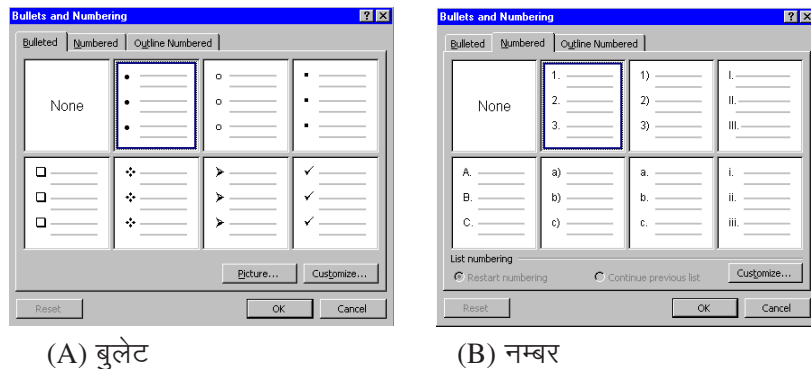 Bullets and Numbering
Bulleted Numbered Outline Numbered
None
Picture... Customize...
Reset OK Cancel
(A) बुलेट
Bullets and Numbering
Bulleted Numbered Outline Numbered
None
1.
2.
3.
1)
2)
3)
I.
II.
III.
A.
B.
C.
a)
b)
c)
a.
b.
c.
i.
ii.
iii.
List numbering
Restart numbering Continue previous list Customize...
Reset OK Cancel
(B) नम्बर